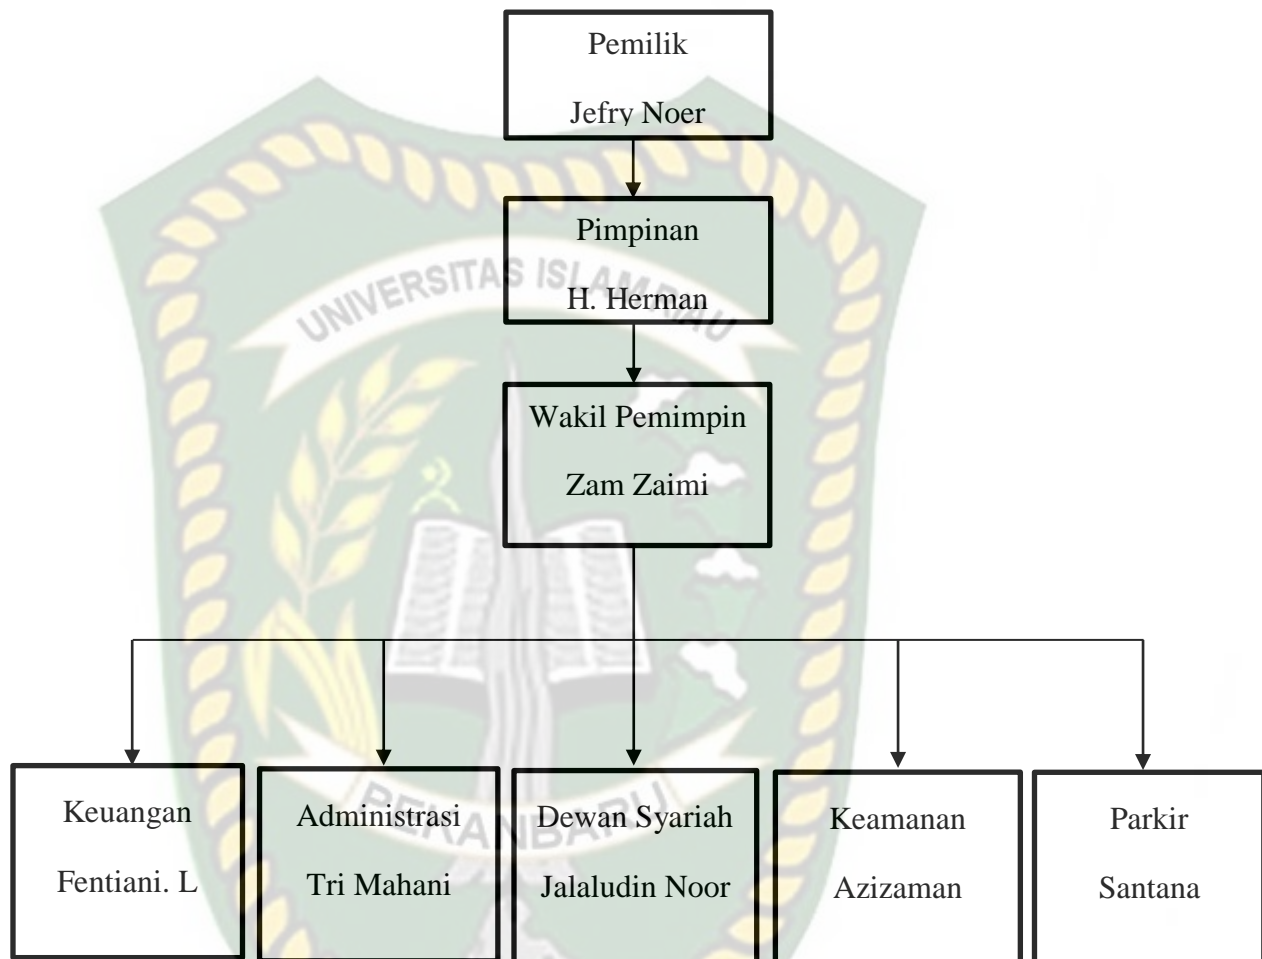 Pemilik
Jefry Noer
Pimpinan
H. Herman
UNIVERSITAS ISLAM RIAU
Wakil Pemimpin
Zam Zaimi
Keuangan
Fentiani. L
Administrasi
Tri Mahani
Dewan Syariah
Jalaludin Noor
Keamanan
Azizaman
Parkir
Santana
PEKANBARU